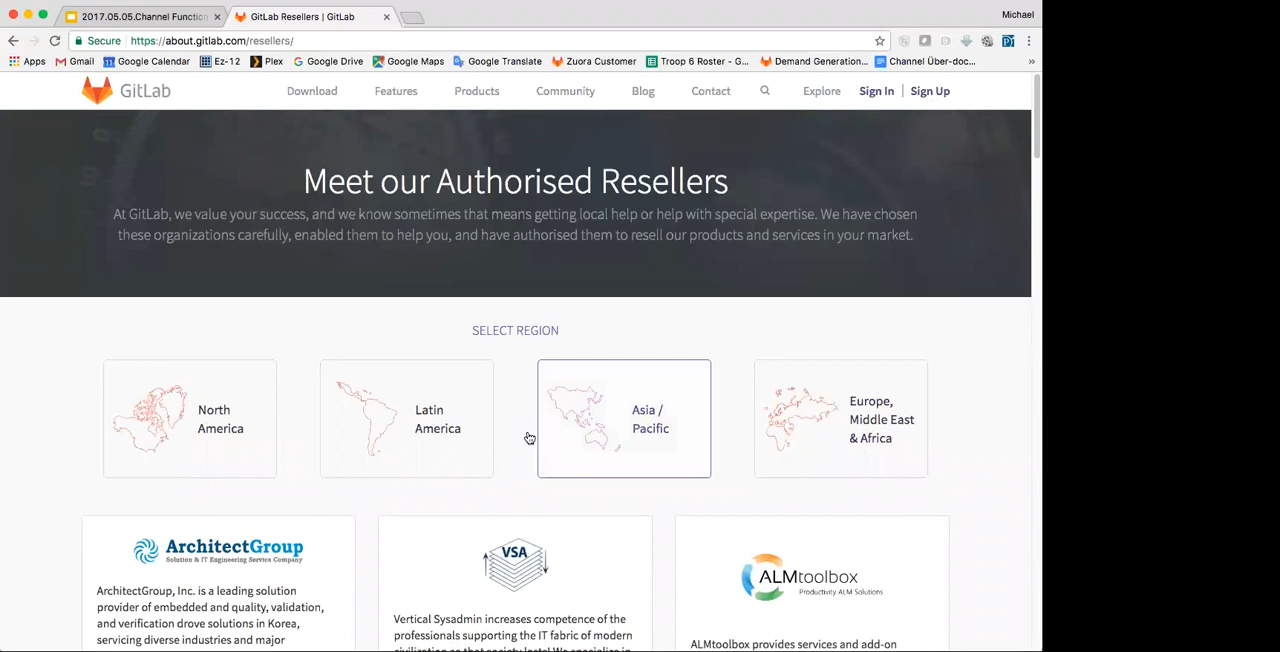 2017.05.05.Channel Function
GitLab Resellers | GitLab
Michael
Secure
https://about.gitlab.com/resellers/
Apps
Gmail
Google Calendar
Ez-12
Plex
Google Drive
Google Maps
Google Translate
Zuora Customer
Troop 6 Roster - G...
Demand Generation...
Channel Über-doc...
GitLab
Download
Features
Products
Community
Blog
Contact
Explore
Sign In | Sign Up
Meet our Authorised Resellers
At GitLab, we value your success, and we know sometimes that means getting local help or help with special expertise. We have chosen
these organizations carefully, enabled them to help you, and have authorised them to resell our products and services in your market.
SELECT REGION
North
America
Latin
America
Asia /
Pacific
Europe,
Middle East
& Africa
ArchitectGroup
Solution & IT Engineering Service Company
ArchitectGroup, Inc. is a leading solution
provider of embedded and quality, validation,
and verification drove solutions in Korea,
servicing diverse industries and major
VSA
Vertical Sysadmin increases competence of the
professionals supporting the IT fabric of modern
ALMtoolbox
Productivity ALM Solutions
ALMtoolbox provides services and add-on